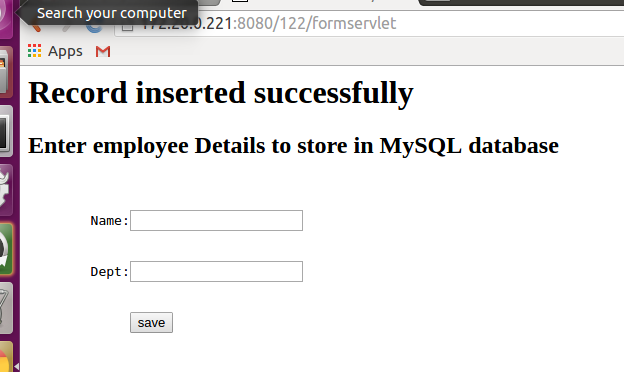 Search your computer
172.20.0.221:8080/122/formservlet
Apps
Record inserted successfully
Enter employee Details to store in MySQL database
Name:
Dept:
save